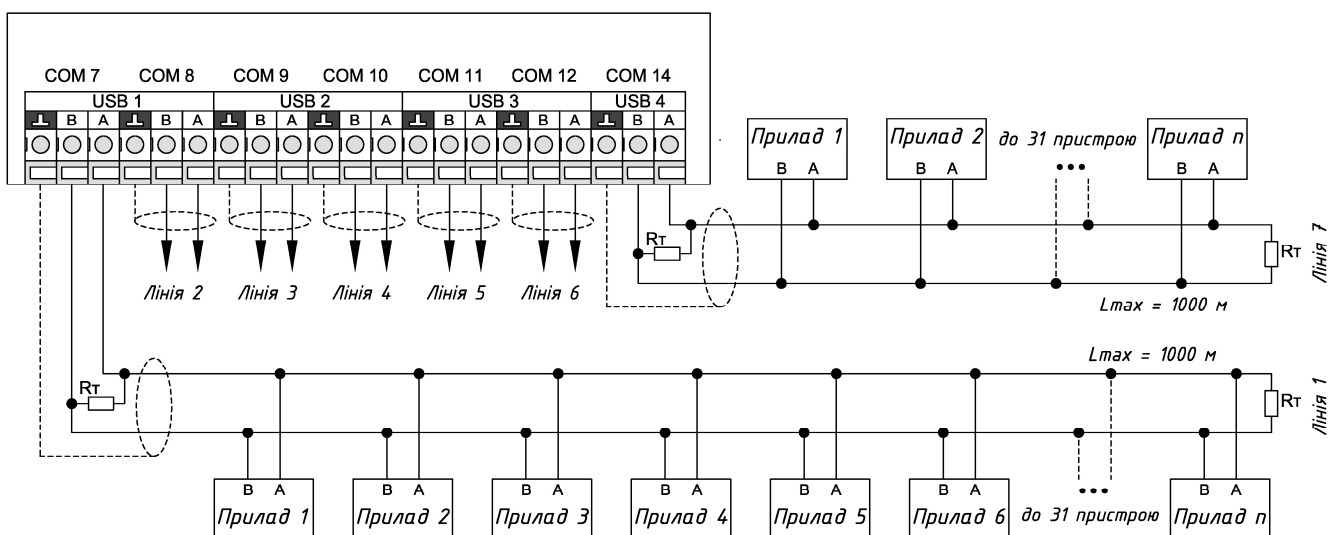 COM 7 COM 8 COM 9 COM 10 COM 11 COM 12 COM 14
USB 1 USB 2 USB 3 USB 4
B A B A B A B A B A B A B A
Прилад 1 Прилад 2 до 31 пристрою Прилад n
B A B A B A
Rт
Rт
Лінія 7
Лінія 2 Лінія 3 Лінія 4 Лінія 5 Лінія 6
Lmax = 1000 м
Lmax = 1000 м
Rт
Rт
Лінія 1
B A B A B A B A B A B A B A
Прилад 1 Прилад 2 Прилад 3 Прилад 4 Прилад 5 Прилад 6 до 31 пристрою Прилад n